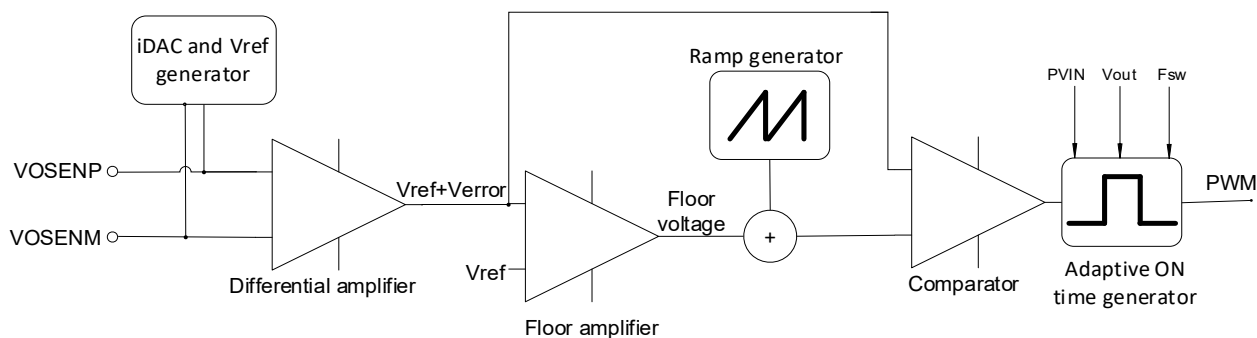 iDAC and Vref
generator
Ramp generator
PVIN
Vout
Fsw
VOSENP
VOSENM
Vref+Verror
Floor
voltage
+
PWM
Vref
Differential amplifier
Floor amplifier
Comparator
Adaptive ON
time generator